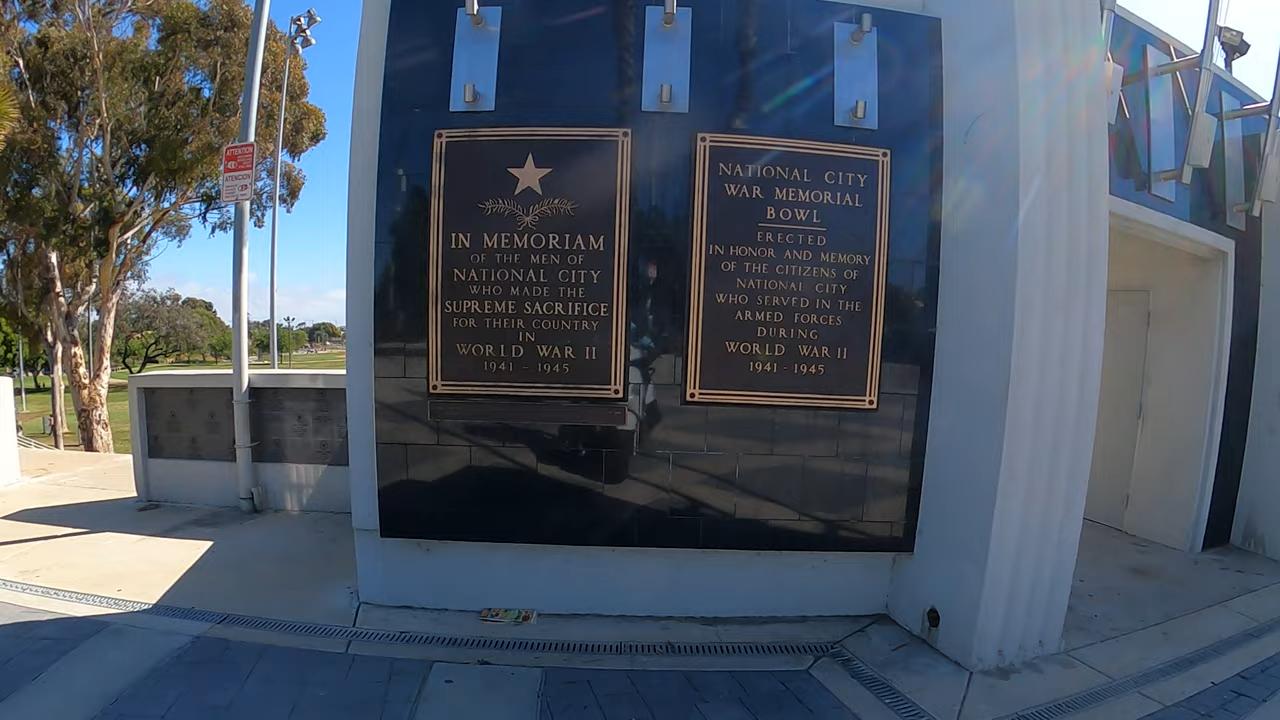 ATTENTION
ATENCION
IN MEMORIAM
OF THE MEN OF
NATIONAL CITY
WHO MADE THE
SUPREME SACRIFICE
FOR THEIR COUNTRY
IN
WORLD WAR II
1941 - 1945
NATIONAL CITY
WAR MEMORIAL
BOWL
ERECTED
IN HONOR AND MEMORY
OF THE CITIZENS OF
NATIONAL CITY
WHO SERVED IN THE
ARMED FORCES
DURING
WORLD WAR II
1941 - 1945